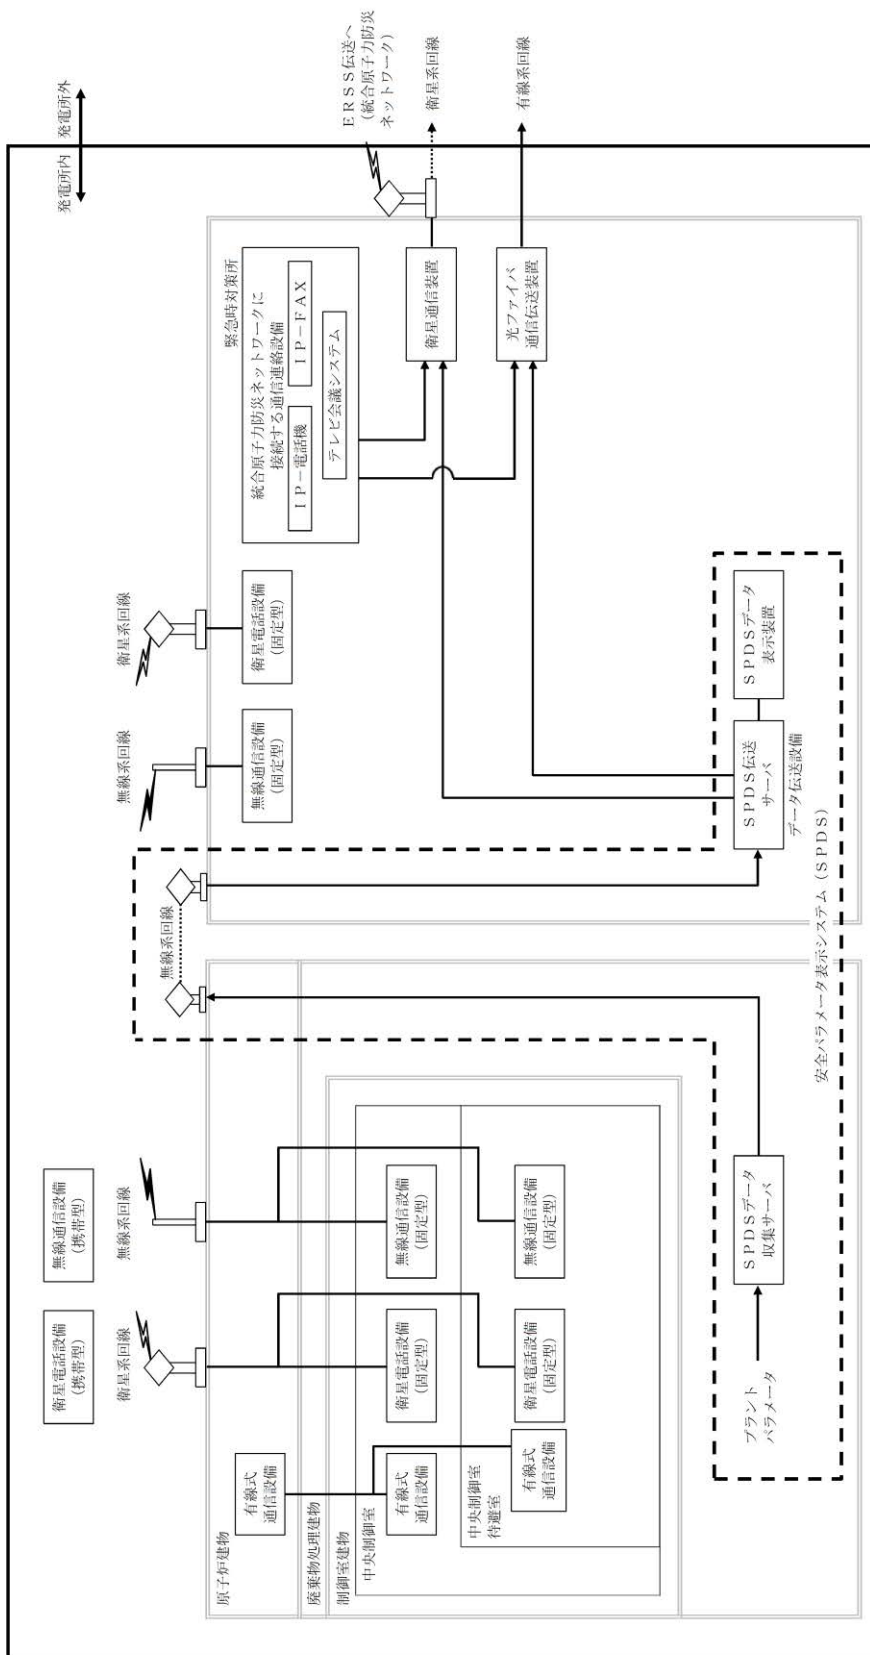 発電所内　発電所外
衛星電話設備
（携帯型）
無線通信設備
（携帯型）
衛星系回線
無線系回線
無線系回線
無線系回線
衛星系回線
ＥＲＳＳ伝送へ
（統合原子力防災
ネットワーク）
衛星系回線
有線系回線
原子炉建物
有線式
通信設備
廃棄物処理建物
制御室建物
中央制御室
有線式
通信設備
衛星電話設備
（固定型）
無線通信設備
（固定型）
中央制御室
待避室
有線式
通信設備
衛星電話設備
（固定型）
無線通信設備
（固定型）
プラント
パラメータ
ＳＰＤＳデータ
収集サーバ
安全パラメータ表示システム（ＳＰＤＳ）
緊急時対策所
無線通信設備
（固定型）
衛星電話設備
（固定型）
統合原子力防災ネットワークに
接続する通信連絡設備
ＩＰ－電話機
ＩＰ－ＦＡＸ
テレビ会議システム
衛星通信装置
光ファイバ
通信伝送装置
ＳＰＤＳ伝送
サーバ
データ伝送設備
ＳＰＤＳデータ
表示装置